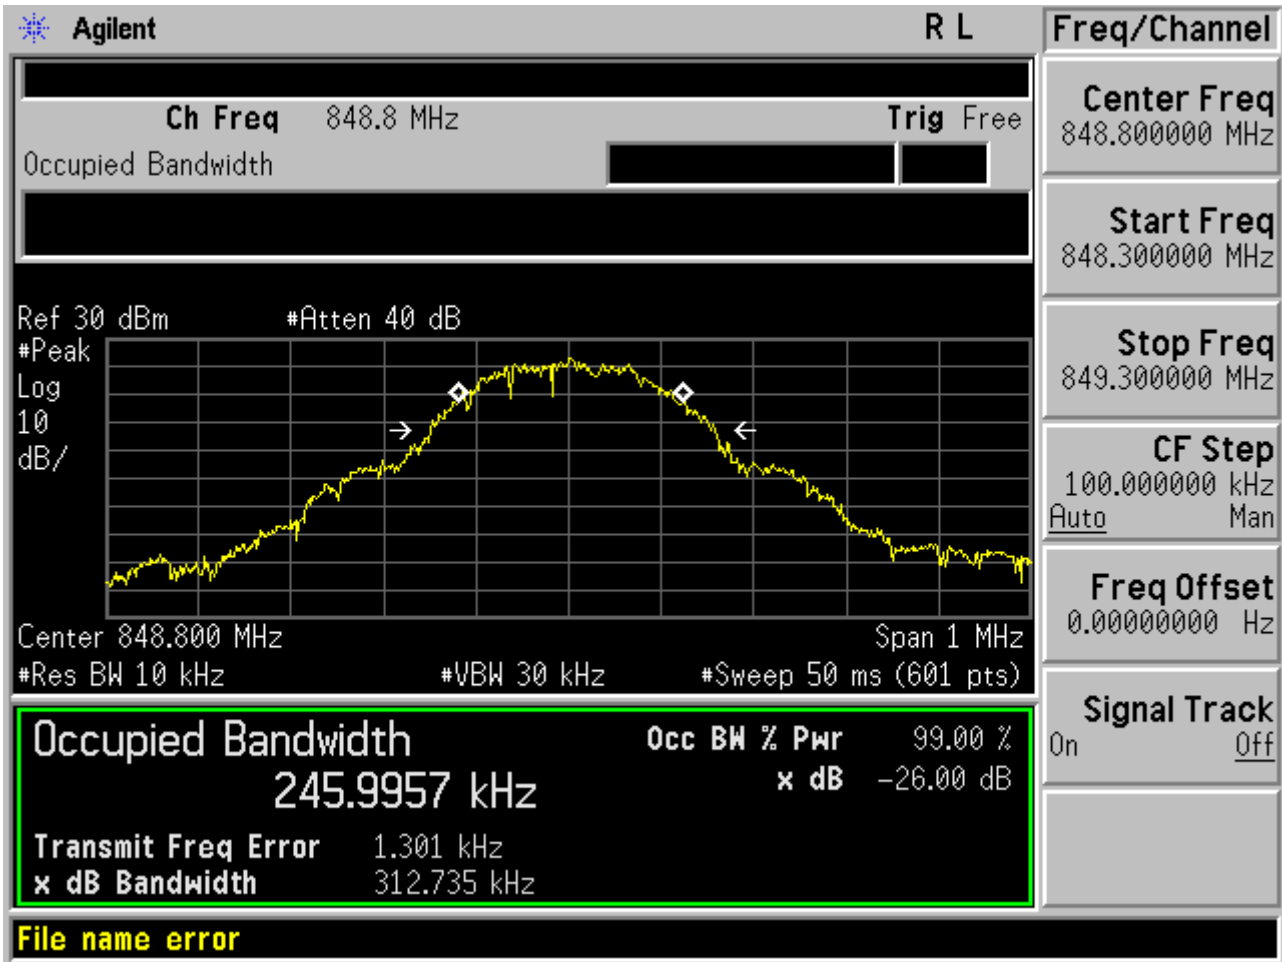 Agilent
R L
Freq/Channel
Ch Freq 848.8 MHz
Trig Free
Occupied Bandwidth
Center Freq
848.800000 MHz
Start Freq
848.300000 MHz
Stop Freq
849.300000 MHz
CF Step
100.000000 kHz
Auto Man
Freq Offset
0.00000000 Hz
Signal Track
On Off
Ref 30 dBm #Atten 40 dB
#Peak
Log
10
dB/
Center 848.800 MHz Span 1 MHz
#Res BW 10 kHz #VBW 30 kHz #Sweep 50 ms (601 pts)
Occupied Bandwidth
245.9957 kHz
Occ BW % Pwr 99.00 %
x dB -26.00 dB
Transmit Freq Error 1.301 kHz
x dB Bandwidth 312.735 kHz
File name error